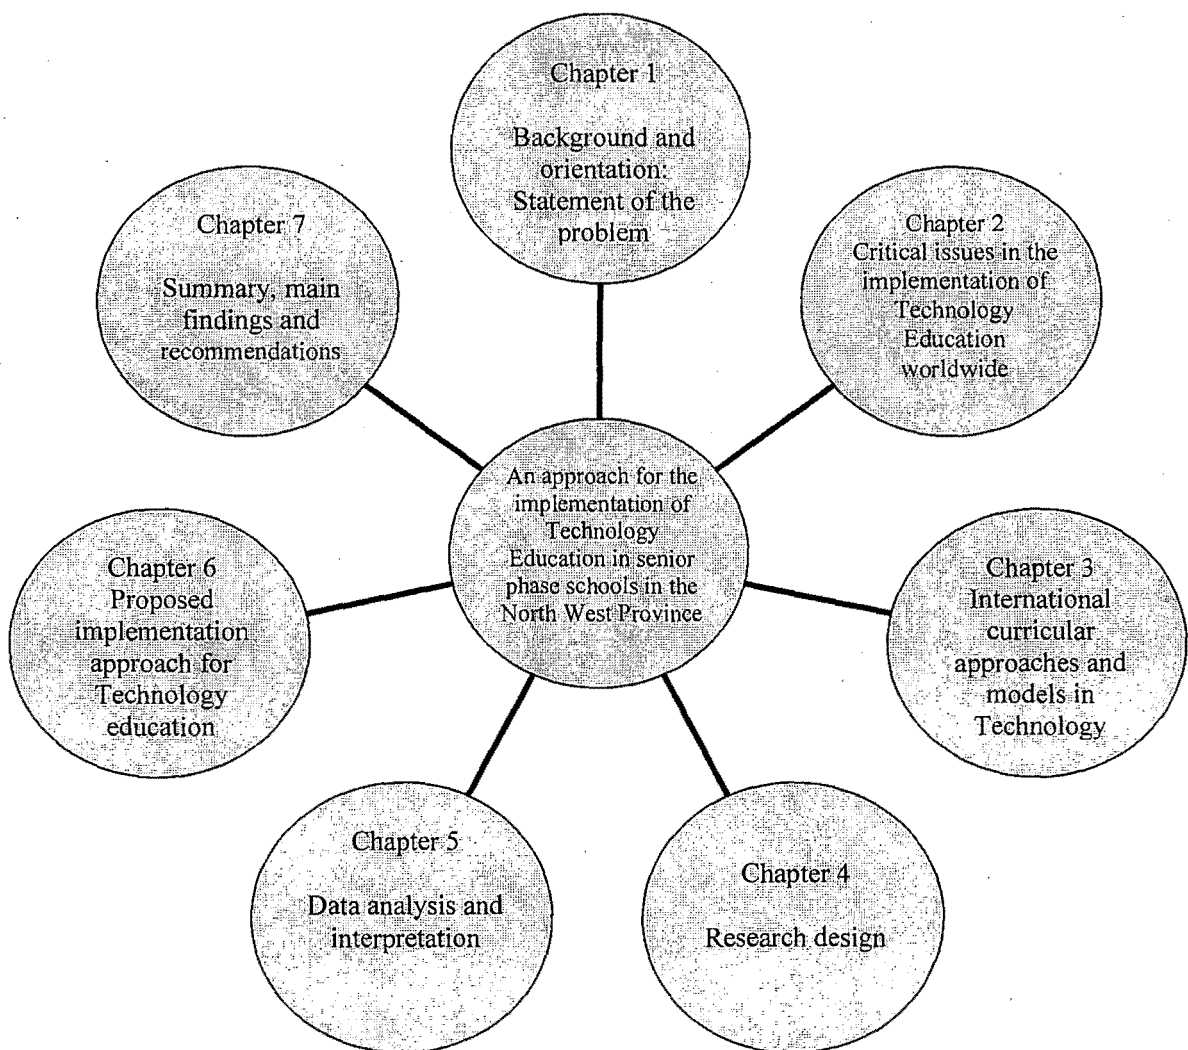 Chapter 1
Background and
orientation:
Statement of the
problem
Chapter 2
Critical issues in the
implementation of
Technology
Education
worldwide
Chapter 3
International
curricular
approaches and
models in
Technology
Chapter 4
Research design
Chapter 5
Data analysis and
interpretation
Chapter 6
Proposed
implementation
approach for
Technology
education
Chapter 7
Summary, main
findings and
recommendations
An approach for the
implementation of
Technology
Education in senior
phase schools in the
North West Province